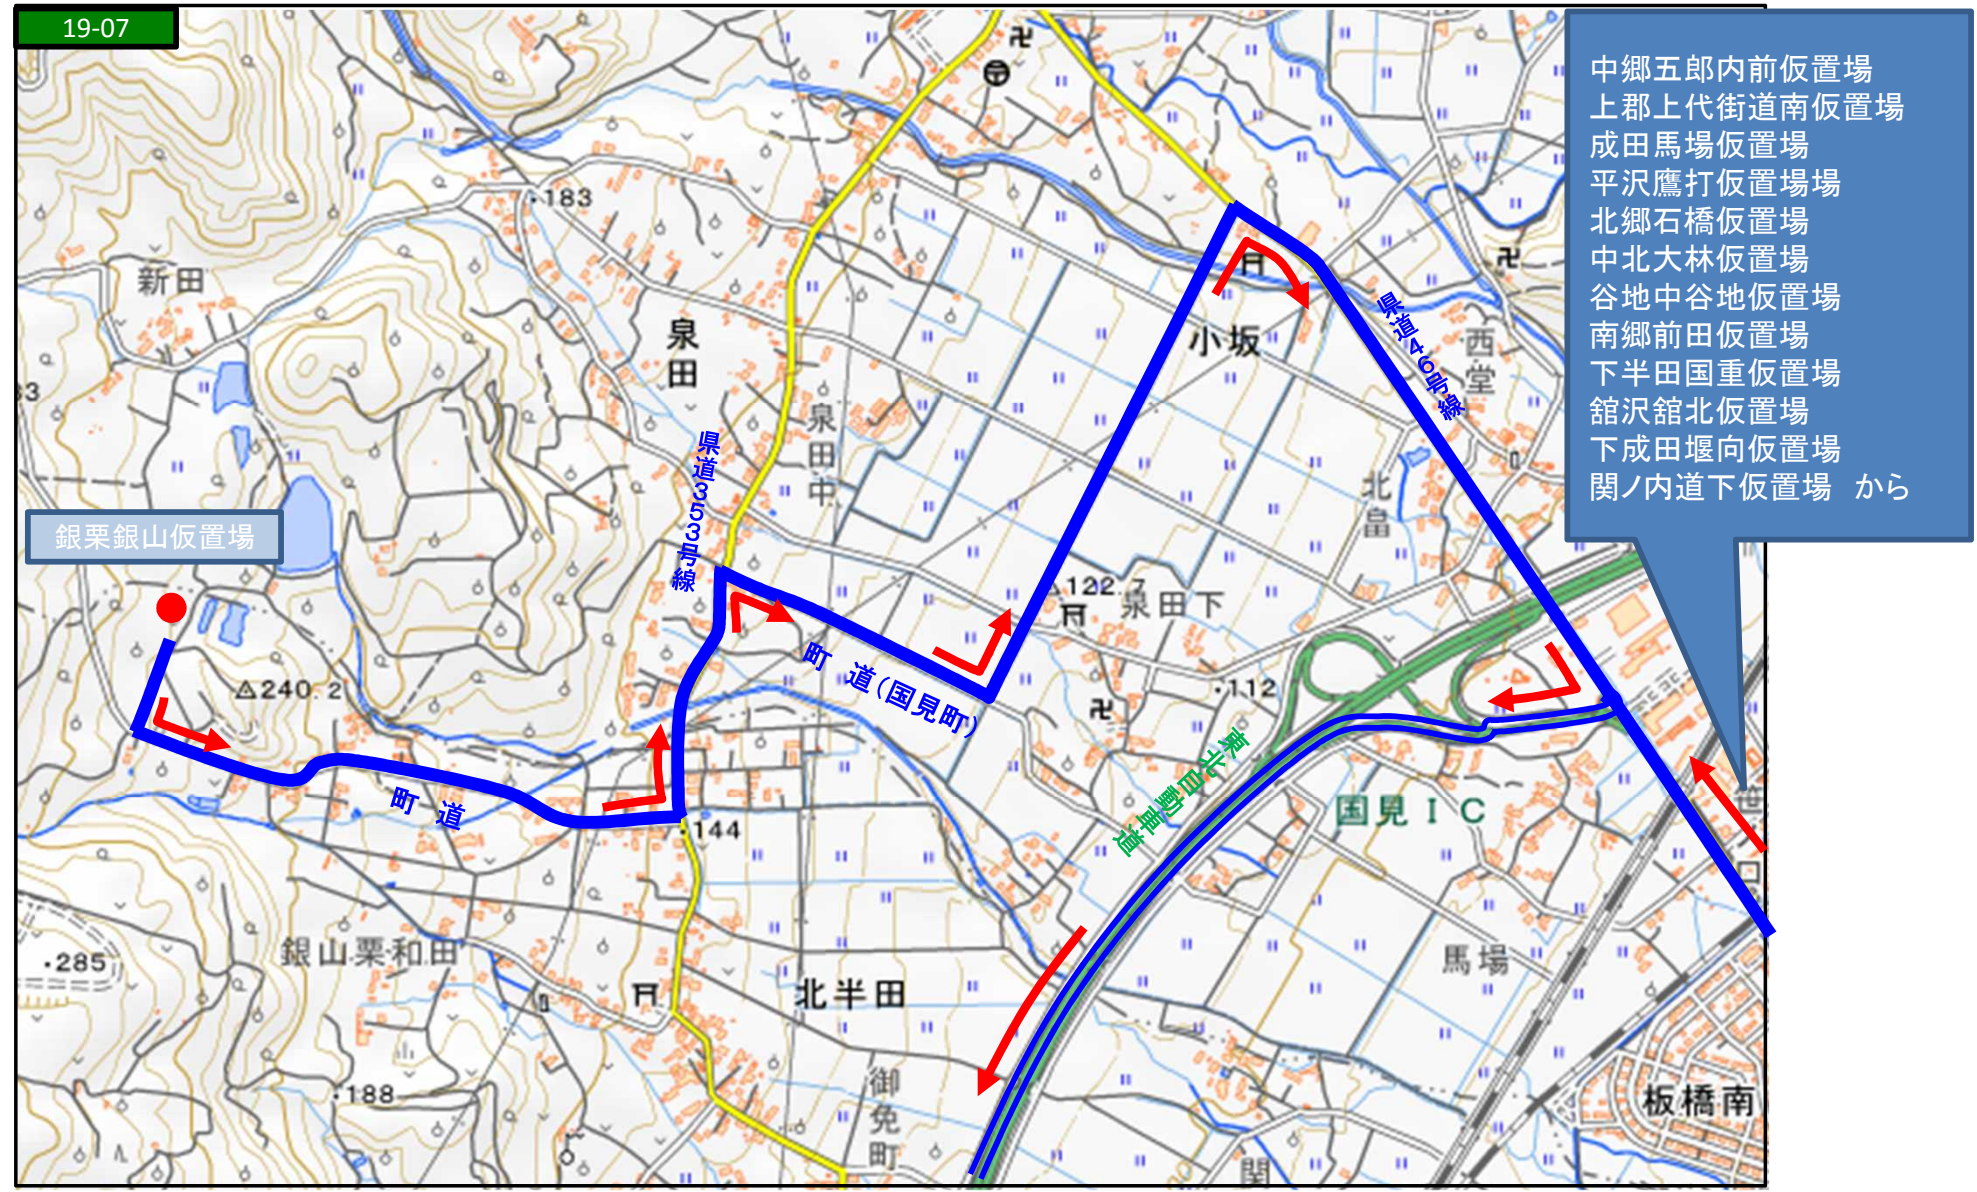 19-07
中郷五郎内前仮置場
上郡上代街道南仮置場
成田馬場仮置場
平沢鷹打仮置場場
北郷石橋仮置場
中北大林仮置場
谷地中谷地仮置場
南郷前田仮置場
下半田国重仮置場
舘沢舘北仮置場
下成田堰向仮置場
関ノ内道下仮置場　から
・183
新田
泉田
小坂
県道46号線
西堂
83
泉田中
県道353号線
北畠
銀栗銀山仮置場
122.7
泉田下
町　道（国見町）
・112
△240.2
東北自動車道
町　道
国見ＩＣ
・144
銀山栗和田
・285
北半田
馬場
御免町
・188
板橋南
関